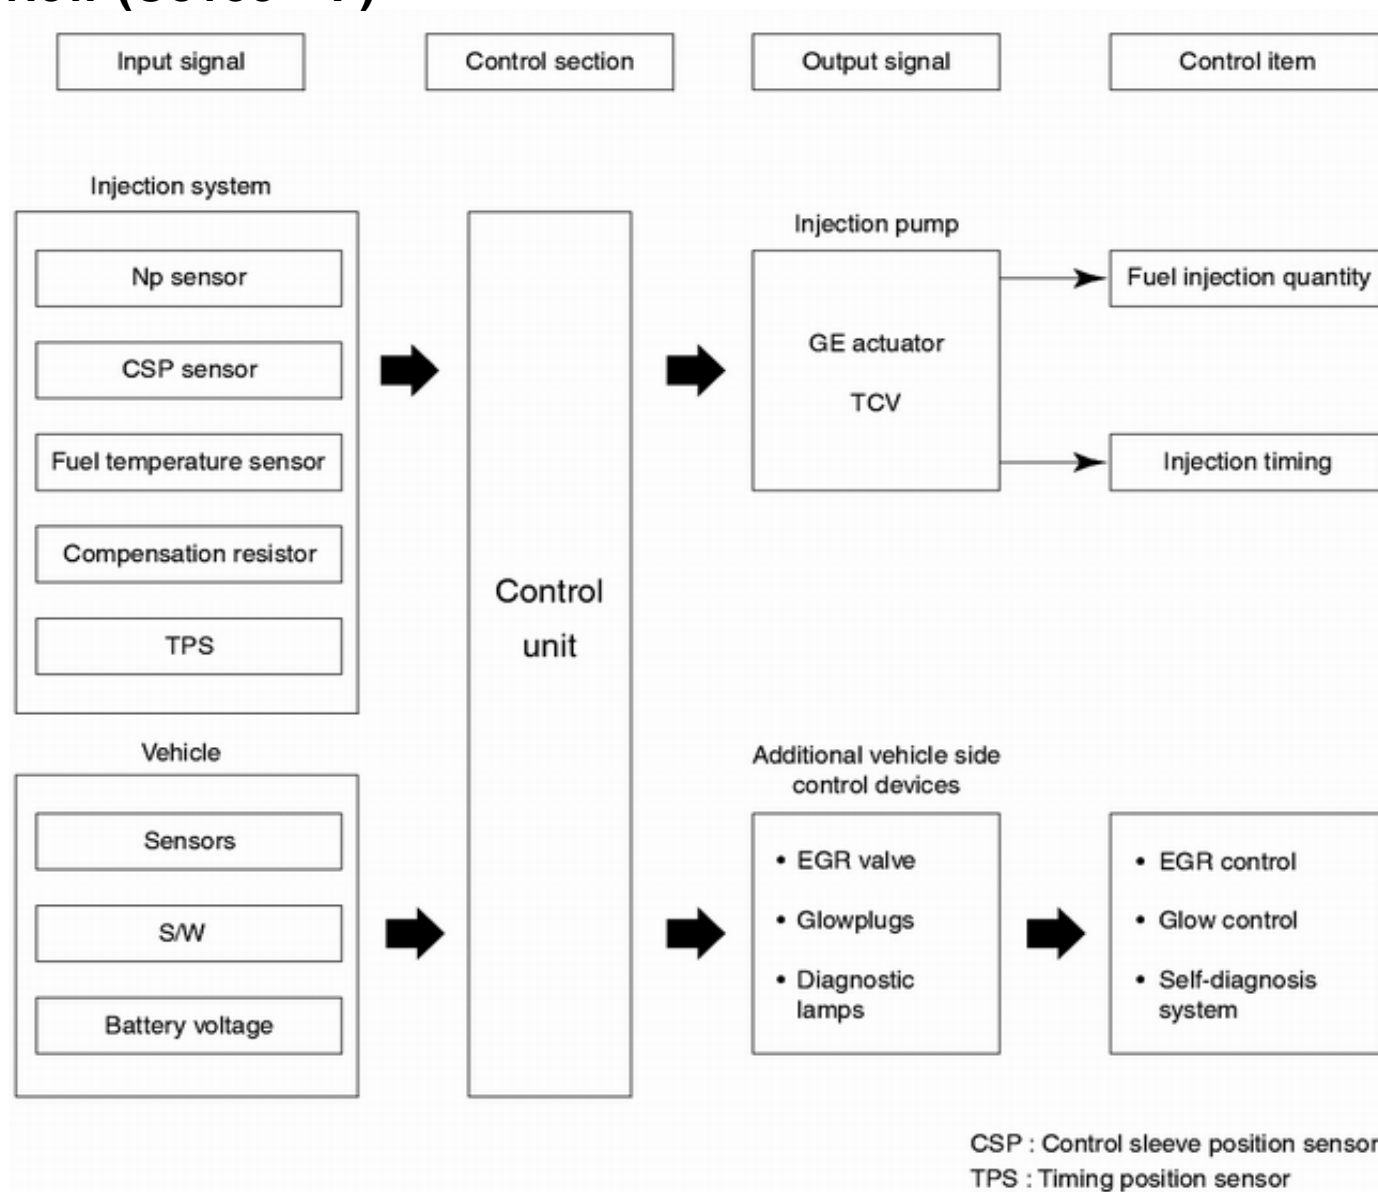 Input signal
Control section
Output signal
Control item
Injection system
Np sensor
CSP sensor
Fuel temperature sensor
Compensation resistor
TPS
Vehicle
Sensors
S/W
Battery voltage
Control
unit
Injection pump
GE actuator
TCV
Fuel injection quantity
Injection timing
Additional vehicle side
control devices
• EGR valve
• Glowplugs
• Diagnostic
lamps
• EGR control
• Glow control
• Self-diagnosis
system
CSP : Control sleeve position sensor
TPS : Timing position sensor